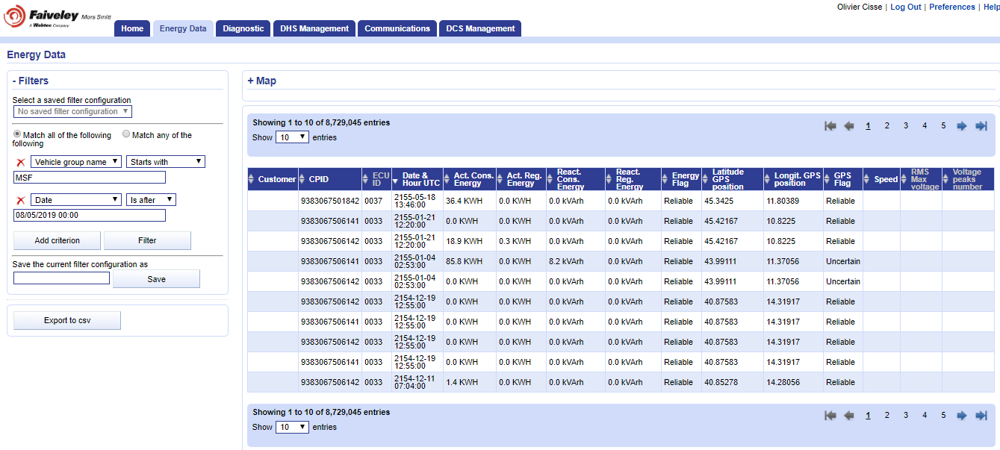 Olivier Cisse | Log Out | Preferences | Help
Faiveley Mors Smitt
A Wabtec Company
Home Energy Data Diagnostic DHS Management Communications DCS Management
Energy Data
- Filters
Select a saved filter configuration
No saved filter configuration
Match all of the following Match any of the
following
Vehicle group name Starts with
MSF
Date Is after
08/05/2019 00:00
Add criterion Filter
Save the current filter configuration as
Save
Export to csv
+ Map
Showing 1 to 10 of 8,729,045 entries
Show 10 entries
1 2 3 4 5
Customer CPID ECU ID Date & Hour UTC Act. Cons. Energy Act. Reg. Energy React. Cons. Energy React. Reg. Energy Energy Flag Latitude GPS position Longit. GPS position GPS Flag Speed RMS Max voltage Voltage peaks number
9383067501842 0037 2155-05-18 13:46:00 36.4 KWH 0.0 KWH 0.0 kVArh 0.0 kVArh Reliable 45.3425 11.80389 Reliable
9383067506141 0033 2155-01-21 12:20:00 0.0 KWH 0.0 KWH 0.0 kVArh 0.0 kVArh Reliable 45.42167 10.8225 Reliable
9383067506142 0033 2155-01-21 12:20:00 18.9 KWH 0.3 KWH 0.0 kVArh 0.0 kVArh Reliable 45.42167 10.8225 Reliable
9383067506141 0033 2155-01-04 02:53:00 85.8 KWH 0.0 KWH 8.2 kVArh 0.0 kVArh Reliable 43.99111 11.37056 Uncertain
9383067506142 0033 2155-01-04 02:53:00 0.0 KWH 0.0 KWH 0.0 kVArh 0.0 kVArh Reliable 43.99111 11.37056 Uncertain
9383067506142 0033 2154-12-19 12:55:00 0.0 KWH 0.0 KWH 0.0 kVArh 0.0 kVArh Reliable 40.87583 14.31917 Reliable
9383067506141 0033 2154-12-19 12:55:00 0.0 KWH 0.0 KWH 0.0 kVArh 0.0 kVArh Reliable 40.87583 14.31917 Reliable
9383067506142 0033 2154-12-19 12:55:00 0.0 KWH 0.0 KWH 0.0 kVArh 0.0 kVArh Reliable 40.87583 14.31917 Reliable
9383067506141 0033 2154-12-19 12:55:00 0.0 KWH 0.0 KWH 0.0 kVArh 0.0 kVArh Reliable 40.87583 14.31917 Reliable
9383067506142 0033 2154-12-11 07:04:00 1.4 KWH 0.0 KWH 0.0 kVArh 0.0 kVArh Reliable 40.85278 14.28056 Reliable
Showing 1 to 10 of 8,729,045 entries
Show 10 entries
1 2 3 4 5